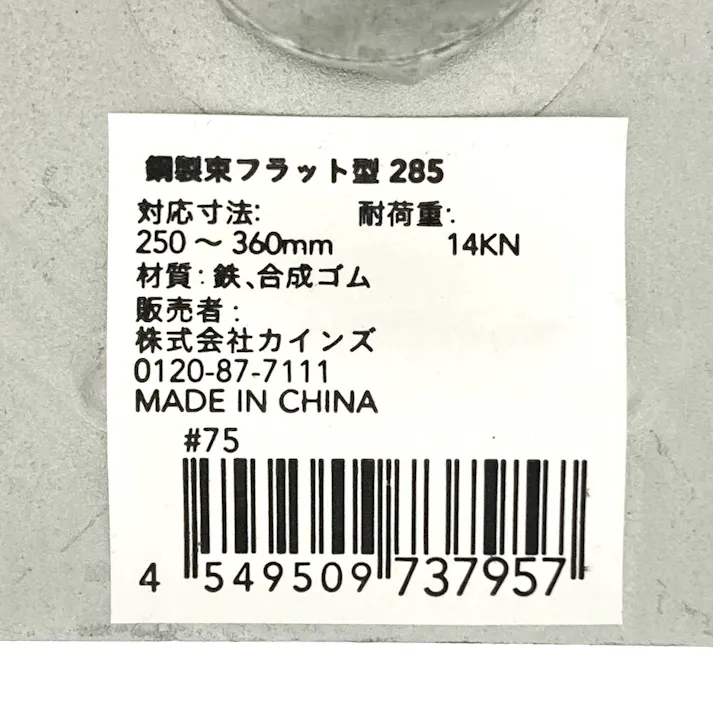 鋼製束フラット型 285
対応寸法: 耐荷重:
250 ～ 360mm 14KN
材質:鉄、合成ゴム
販売者:
株式会社カインズ
0120-87-7111
MADE IN CHINA
#75
4 549509 737957